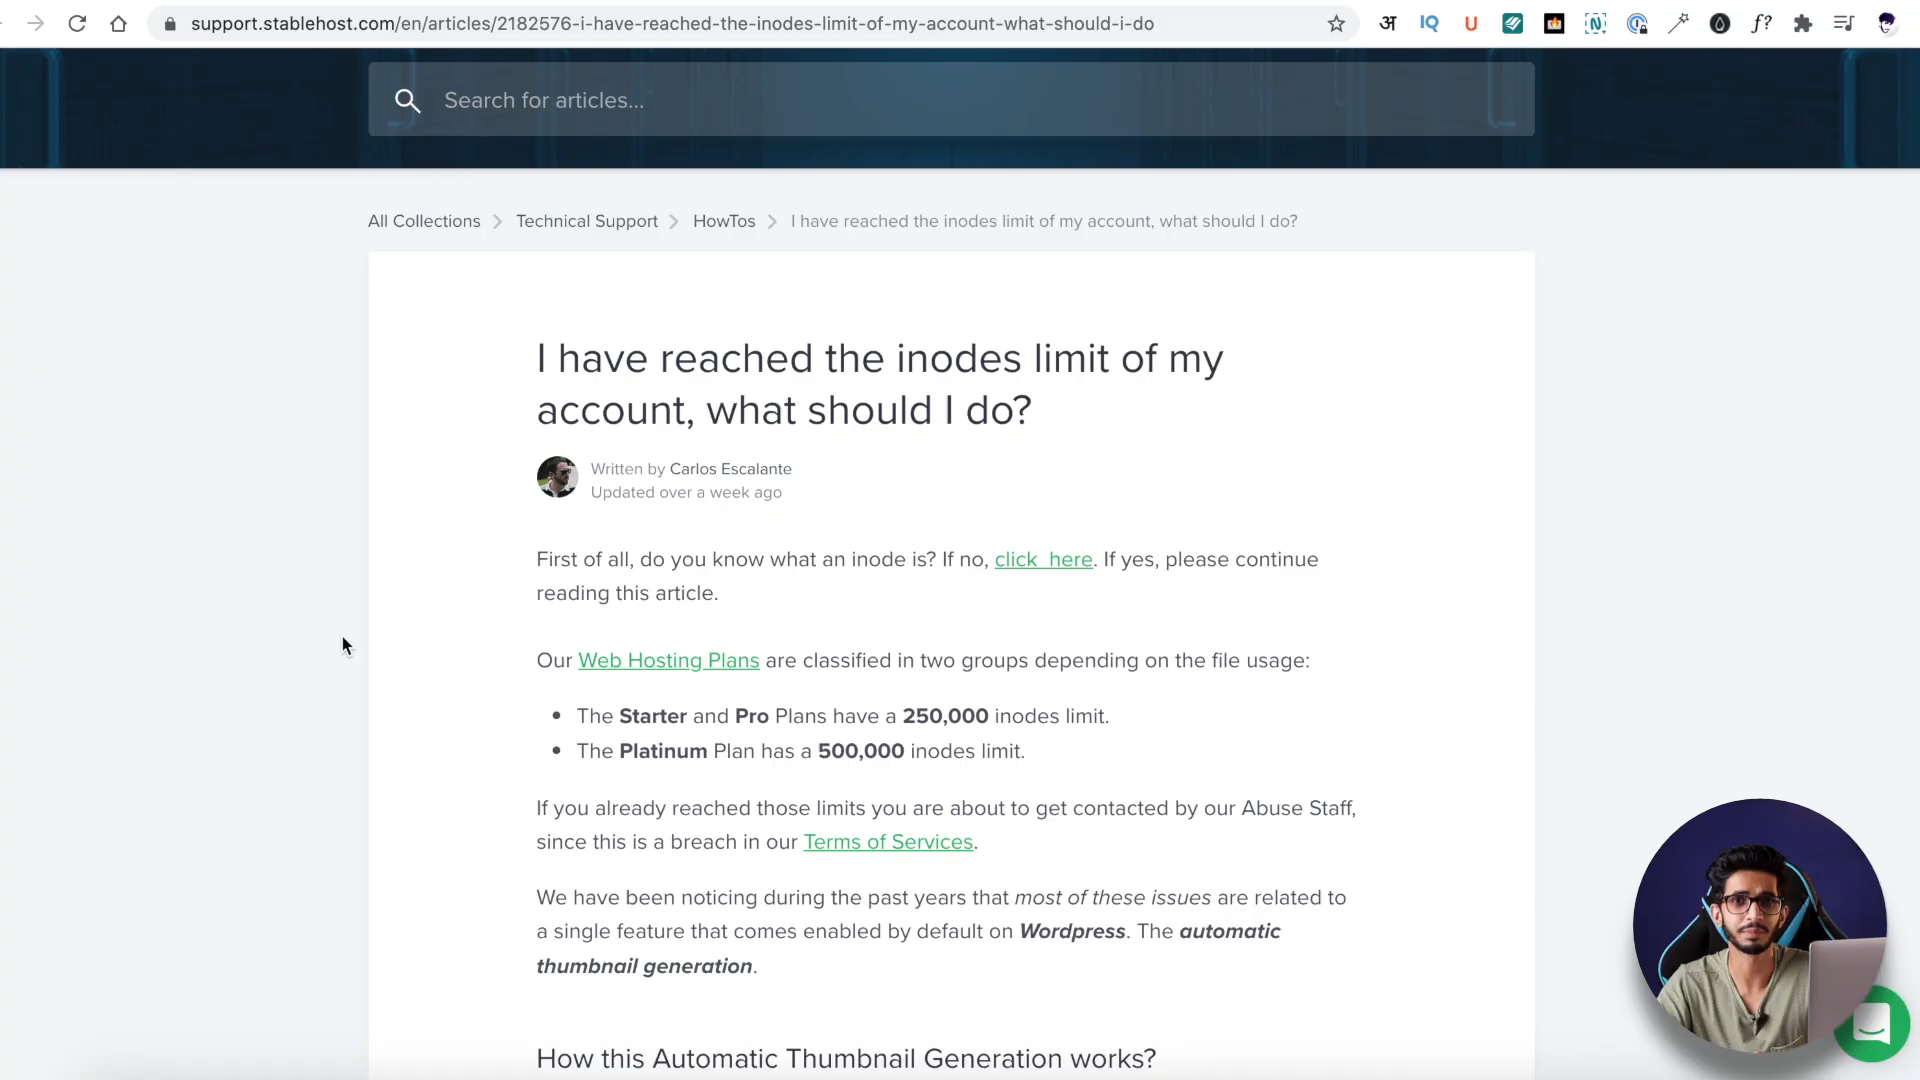 support.stablehost.com/en/articles/2182576-i-have-reached-the-inodes-limit-of-my-account-what-should-i-do
अ IQ U N f?
Search for articles...
All Collections > Technical Support > HowTos > I have reached the inodes limit of my account, what should I do?
I have reached the inodes limit of my
account, what should I do?
Written by Carlos Escalante
Updated over a week ago
First of all, do you know what an inode is? If no, click here. If yes, please continue
reading this article.
Our Web Hosting Plans are classified in two groups depending on the file usage:
• The Starter and Pro Plans have a 250,000 inodes limit.
• The Platinum Plan has a 500,000 inodes limit.
If you already reached those limits you are about to get contacted by our Abuse Staff,
since this is a breach in our Terms of Services.
We have been noticing during the past years that most of these issues are related to
a single feature that comes enabled by default on Wordpress. The automatic
thumbnail generation.
How this Automatic Thumbnail Generation works?